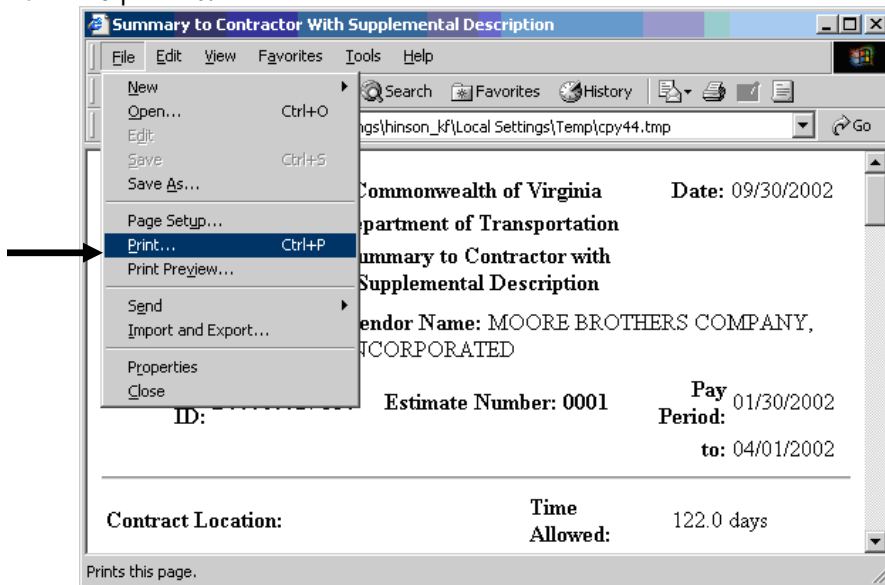 Summary to Contractor With Supplemental Description
File Edit View Favorites Tools Help
New
Search Favorites History
Open... Ctrl+O
ngs\hinson_kf\Local Settings\Temp\cpy44.tmp Go
Edit
Save Ctrl+S
Save As...
Commonwealth of Virginia Date: 09/30/2002
Page Setup...
partment of Transportation
Print... Ctrl+P
ummary to Contractor with
Print Preview...
Supplemental Description
Send
endor Name: MOORE BROTHERS COMPANY,
Import and Export...
NCORPORATED
Properties
Close
ID: Estimate Number: 0001 Pay Period: 01/30/2002
to: 04/01/2002
Contract Location: Time Allowed: 122.0 days
Prints this page.